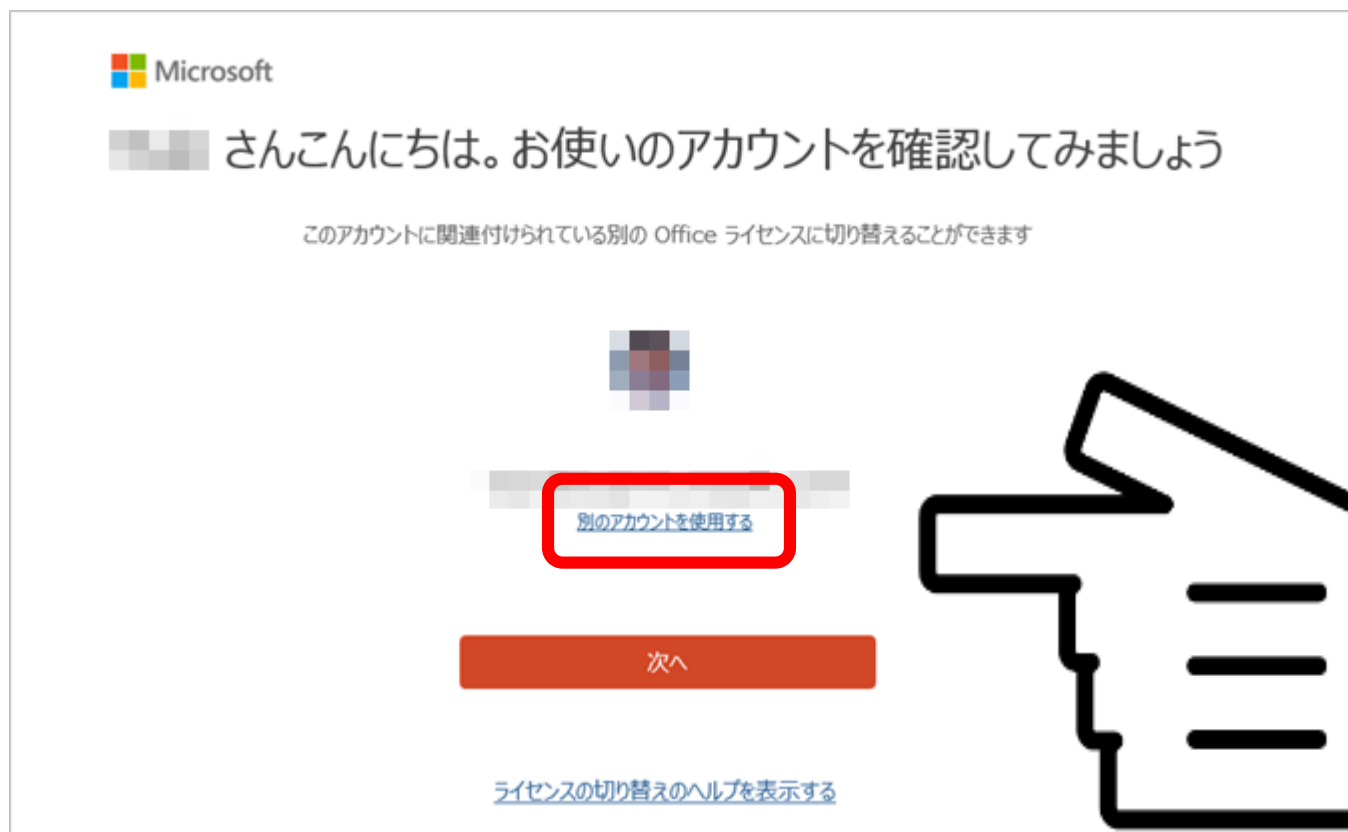 Microsoft
さんこんにちは。お使いのアカウントを確認してみましょう
このアカウントに関連付けられている別の Office ライセンスに切り替えることができます
別のアカウントを使用する
次へ
ライセンスの切り替えのヘルプを表示する